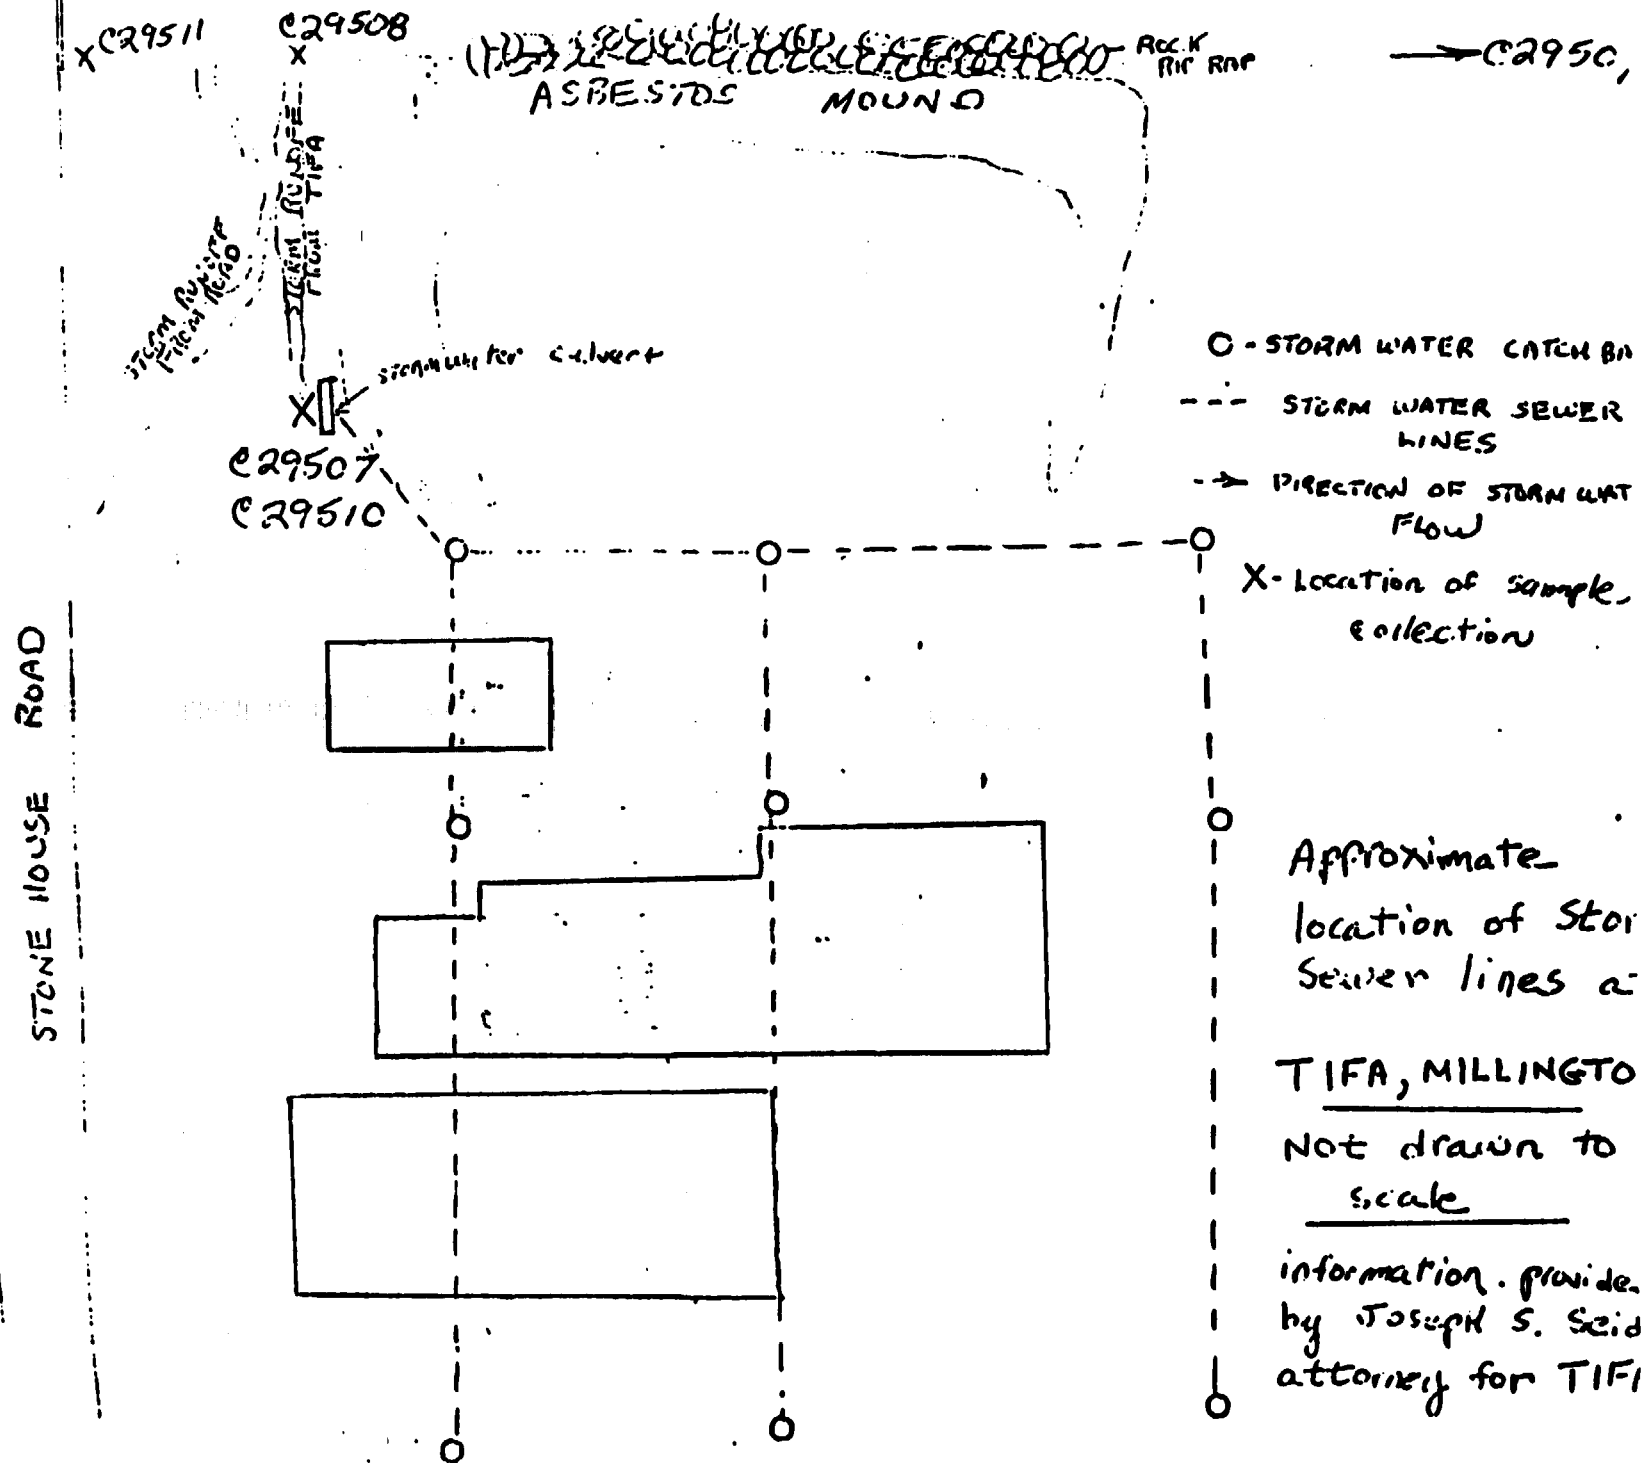 X C29511
C29508
X
ROCK
RIP RAP
C2950,
ASBESTOS MOUND
STORM RUNOFF
FROM TIFA
STORM RUNOFF
FROM ROAD
stormwater culvert
X
C29507
C29510
O - STORM WATER CATCH BA
--- STORM WATER SEWER
LINES
--> DIRECTION OF STORM WAT
FLOW
X - Location of sample
collection
STONE HOUSE ROAD
Approximate
location of Stor
Sewer lines a
TIFA, MILLINGTO
Not drawn to
scale
information provide
by Joseph S. Seid
attorney for TIF